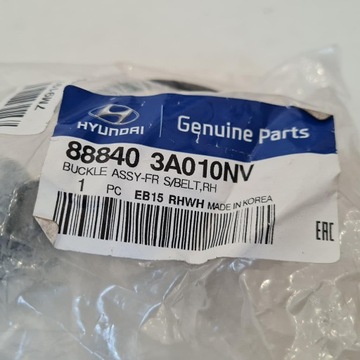 HYUNDAI
Genuine Parts
88840 3A010NV
BUCKLE ASSY-FR S/BELT,RH
1 PC EB15 RHWH MADE IN KOREA
EAC